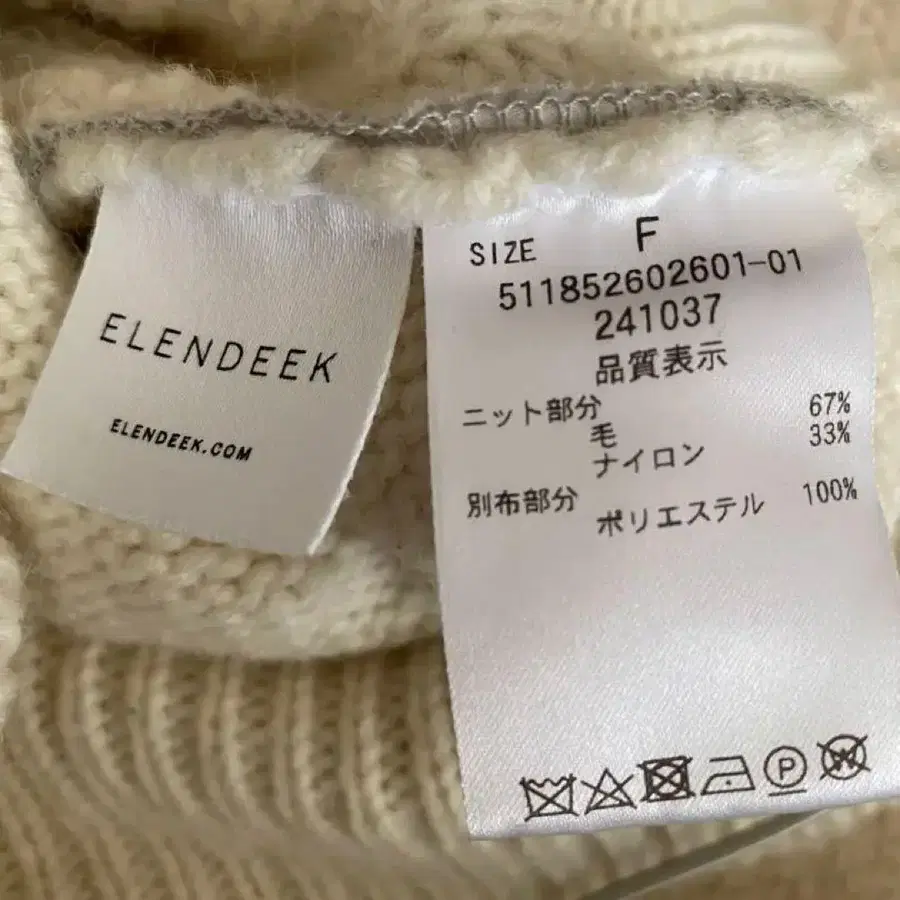 ELENDEEK
ELENDEEK.COM
SIZE F
511852602601-01
241037
品質表示
ニット部分
毛 67%
ナイロン 33%
別布部分
ポリエステル 100%
P
W